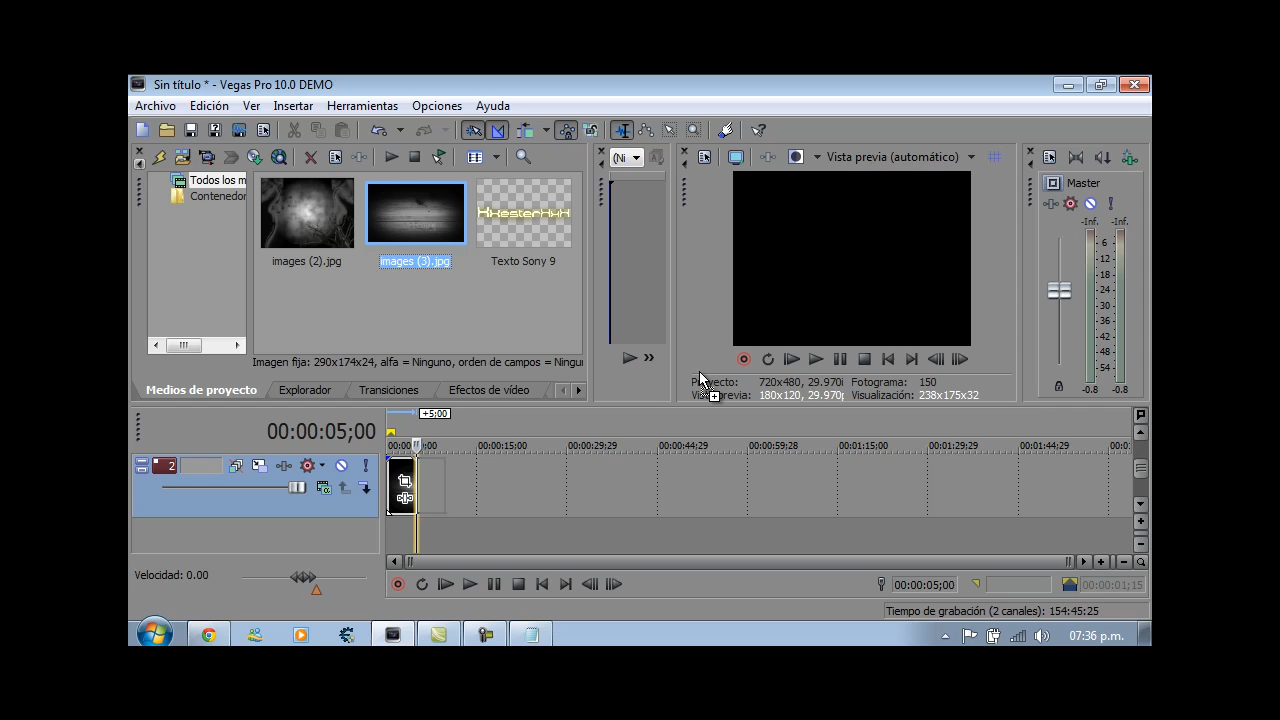 Sin título * - Vegas Pro 10.0 DEMO
Archivo Edición Ver Insertar Herramientas Opciones Ayuda
(Ni Vista previa (automático)
Todos los m
Contenedor
Master
-Inf. -Inf.
6
12
18
24
30
36
42
48
54
-0.8 -0.8
HkesterHxH
images (2).jpg images (3).jpg Texto Sony 9
Imagen fija: 290x174x24, alfa = Ninguno, orden de campos = Ningu
Medios de proyecto Explorador Transiciones Efectos de vídeo
720x480, 29.970i Fotograma: 150
180x120, 29.970p Visualización: 238x175x32
+5;00
00:00:05;00
00:00:15;00 00:00:29;29 00:00:44;29 00:00:59;28 00:01:15;00 00:01:29;29 00:01:44;29 00:0
2
Velocidad: 0.00
00:00:05;00 00:00:01;15
Tiempo de grabación (2 canales): 154:45:25
07:36 p.m.